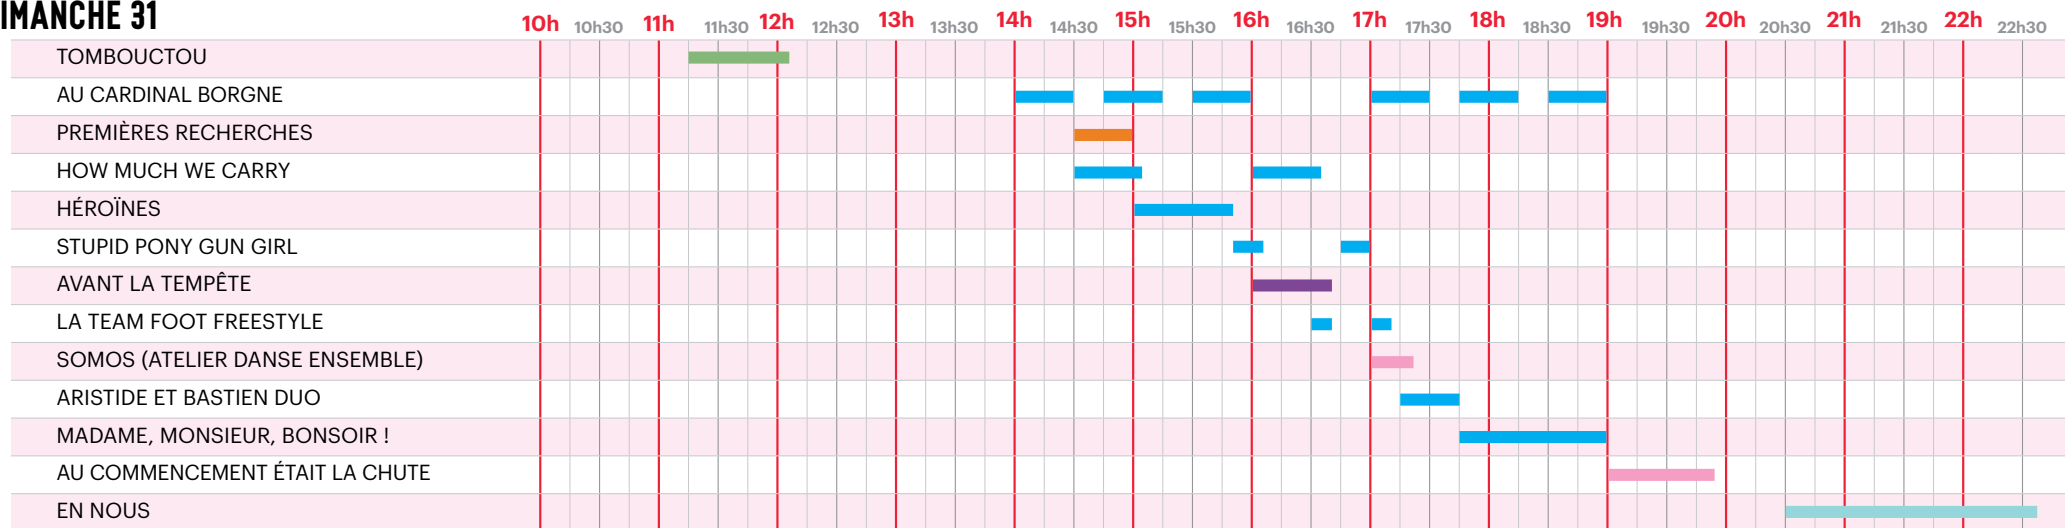 IMANCHE 31
10h 10h30 11h 11h30 12h 12h30 13h 13h30 14h 14h30 15h 15h30 16h 16h30 17h 17h30 18h 18h30 19h 19h30 20h 20h30 21h 21h30 22h 22h30
TOMBOUCTOU
AU CARDINAL BORGNE
PREMIÈRES RECHERCHES
HOW MUCH WE CARRY
HÉROÏNES
STUPID PONY GUN GIRL
AVANT LA TEMPÊTE
LA TEAM FOOT FREESTYLE
SOMOS (ATELIER DANSE ENSEMBLE)
ARISTIDE ET BASTIEN DUO
MADAME, MONSIEUR, BONSOIR !
AU COMMENCEMENT ÉTAIT LA CHUTE
EN NOUS